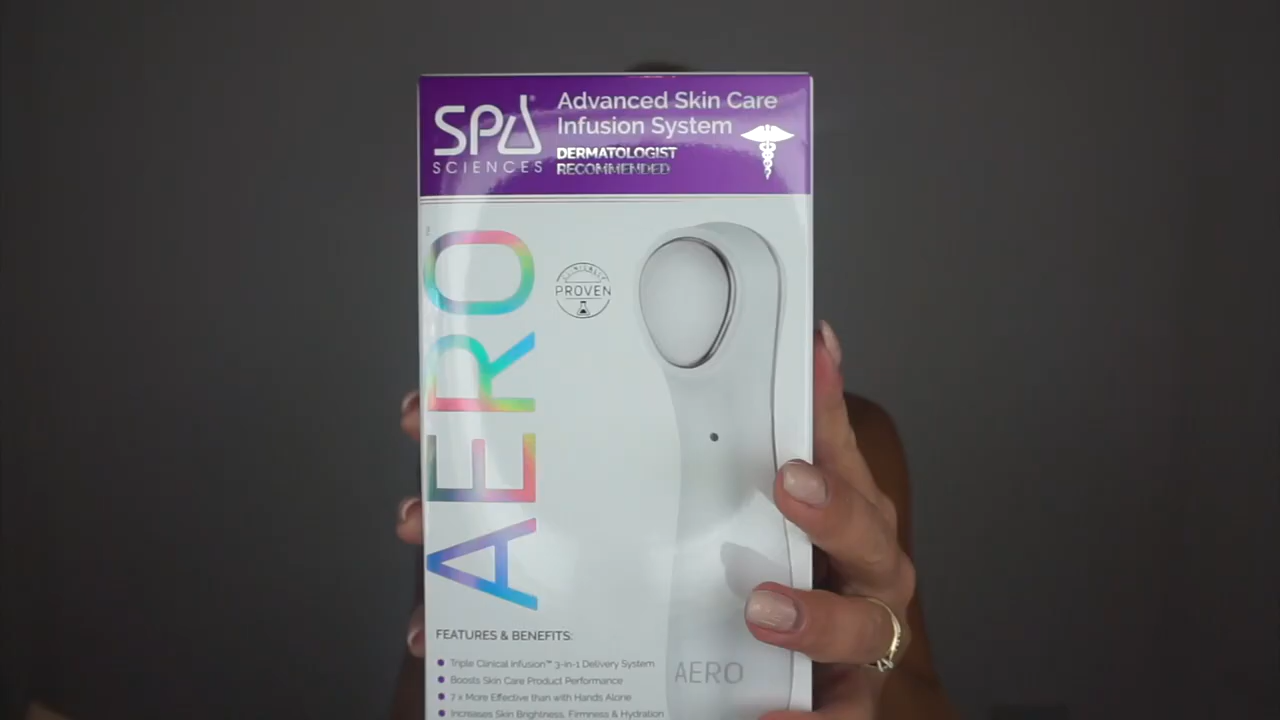 SPA
SCIENCES
Advanced Skin Care
Infusion System
DERMATOLOGIST
RECOMMENDED
AERO
CLINICALLY
PROVEN
FEATURES & BENEFITS:
Triple Clinical Infusion™ 3-in-1 Delivery System
Boosts Skin Care Product Performance
7 x More Effective than with Hands Alone
Increases Skin Brightness, Firmness & Hydration
AERO